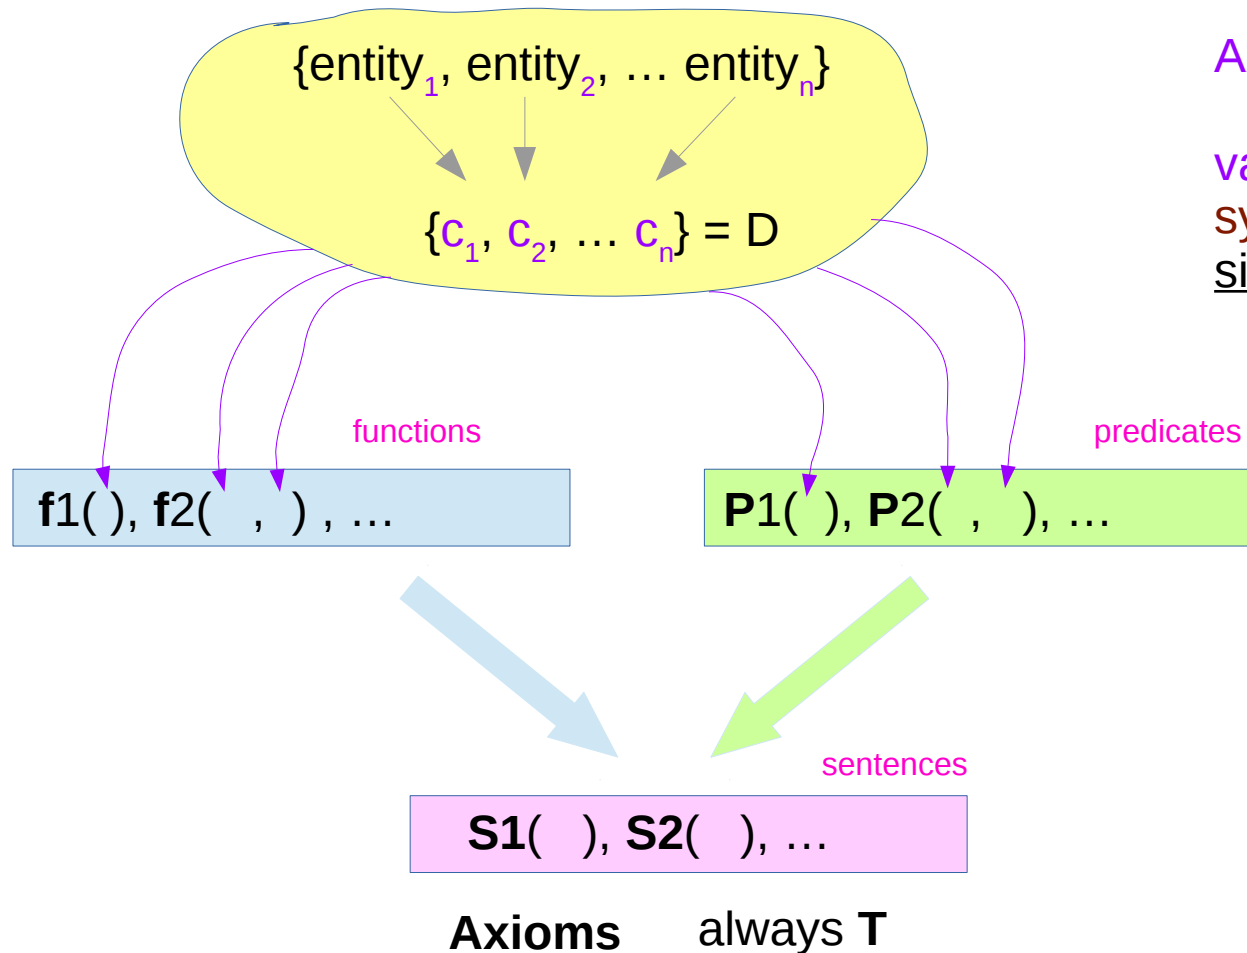 {entity1, entity2, … entityn}
{c1, c2, … cn} = D
functions
predicates
f1( ), f2( , ) , …
P1( ), P2( , ), …
sentences
S1( ), S2( ), …
Axioms always T